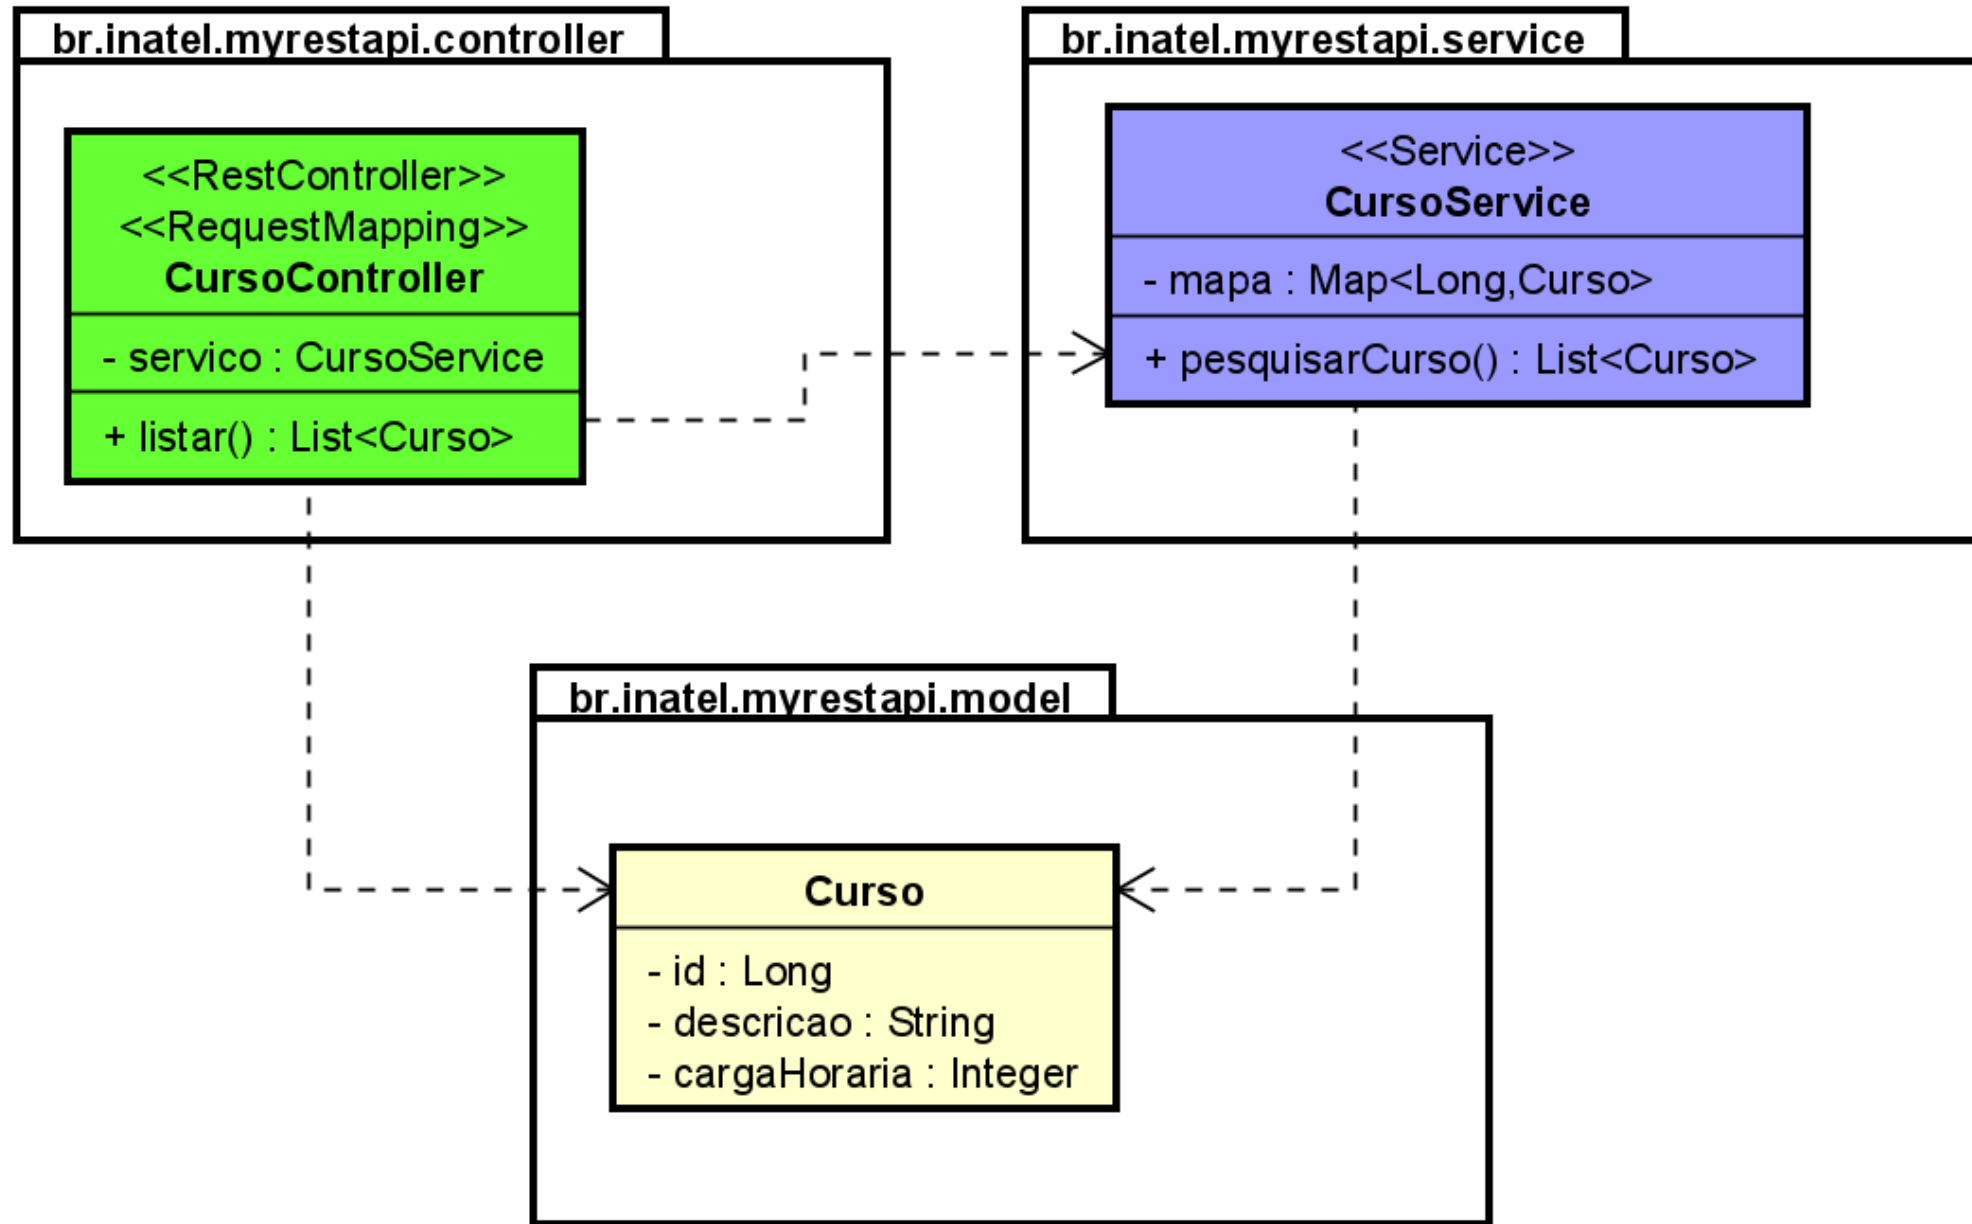 br.inatel.myrestapi.controller
<<RestController>>
<<RequestMapping>>
CursoController
- servico : CursoService
+ listar() : List<Curso>
br.inatel.myrestapi.service
<<Service>>
CursoService
- mapa : Map<Long,Curso>
+ pesquisarCurso() : List<Curso>
br.inatel.myrestapi.model
Curso
- id : Long
- descricao : String
- cargaHoraria : Integer